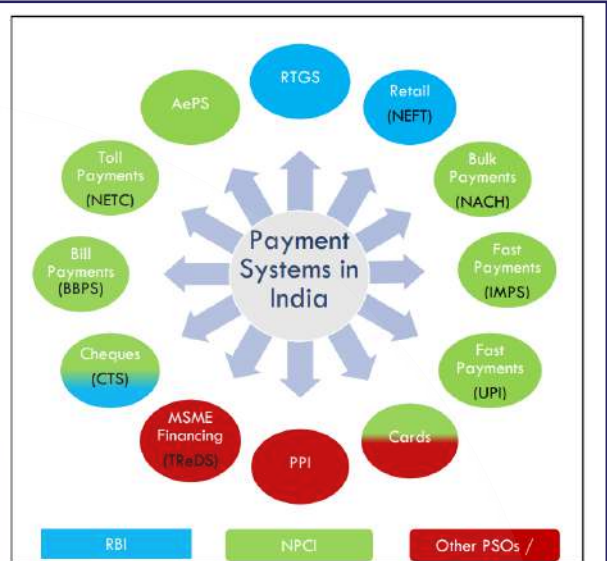 RTGS
Retail
(NEFT)
Bulk
Payments
(NACH)
Fast
Payments
(IMPS)
Fast
Payments
(UPI)
Cards
PPI
MSME
Financing
(TReDS)
Cheques
(CTS)
Bill
Payments
(BBPS)
Toll
Payments
(NETC)
AePS
Payment
Systems in
India
RBI
NPCI
Other PSOs /